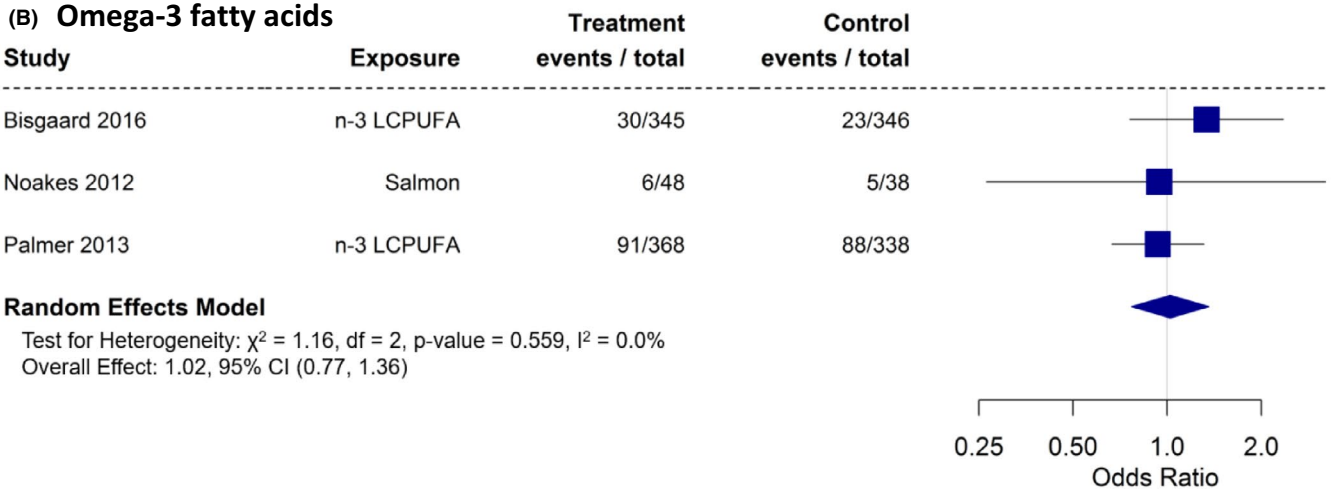 (B) Omega-3 fatty acids
Treatment Control
Study Exposure events / total events / total
Bisgaard 2016 n-3 LCPUFA 30/345 23/346
Noakes 2012 Salmon 6/48 5/38
Palmer 2013 n-3 LCPUFA 91/368 88/338
Random Effects Model
Test for Heterogeneity: χ² = 1.16, df = 2, p-value = 0.559, I² = 0.0%
Overall Effect: 1.02, 95% CI (0.77, 1.36)
0.25 0.50 1.0 2.0
Odds Ratio